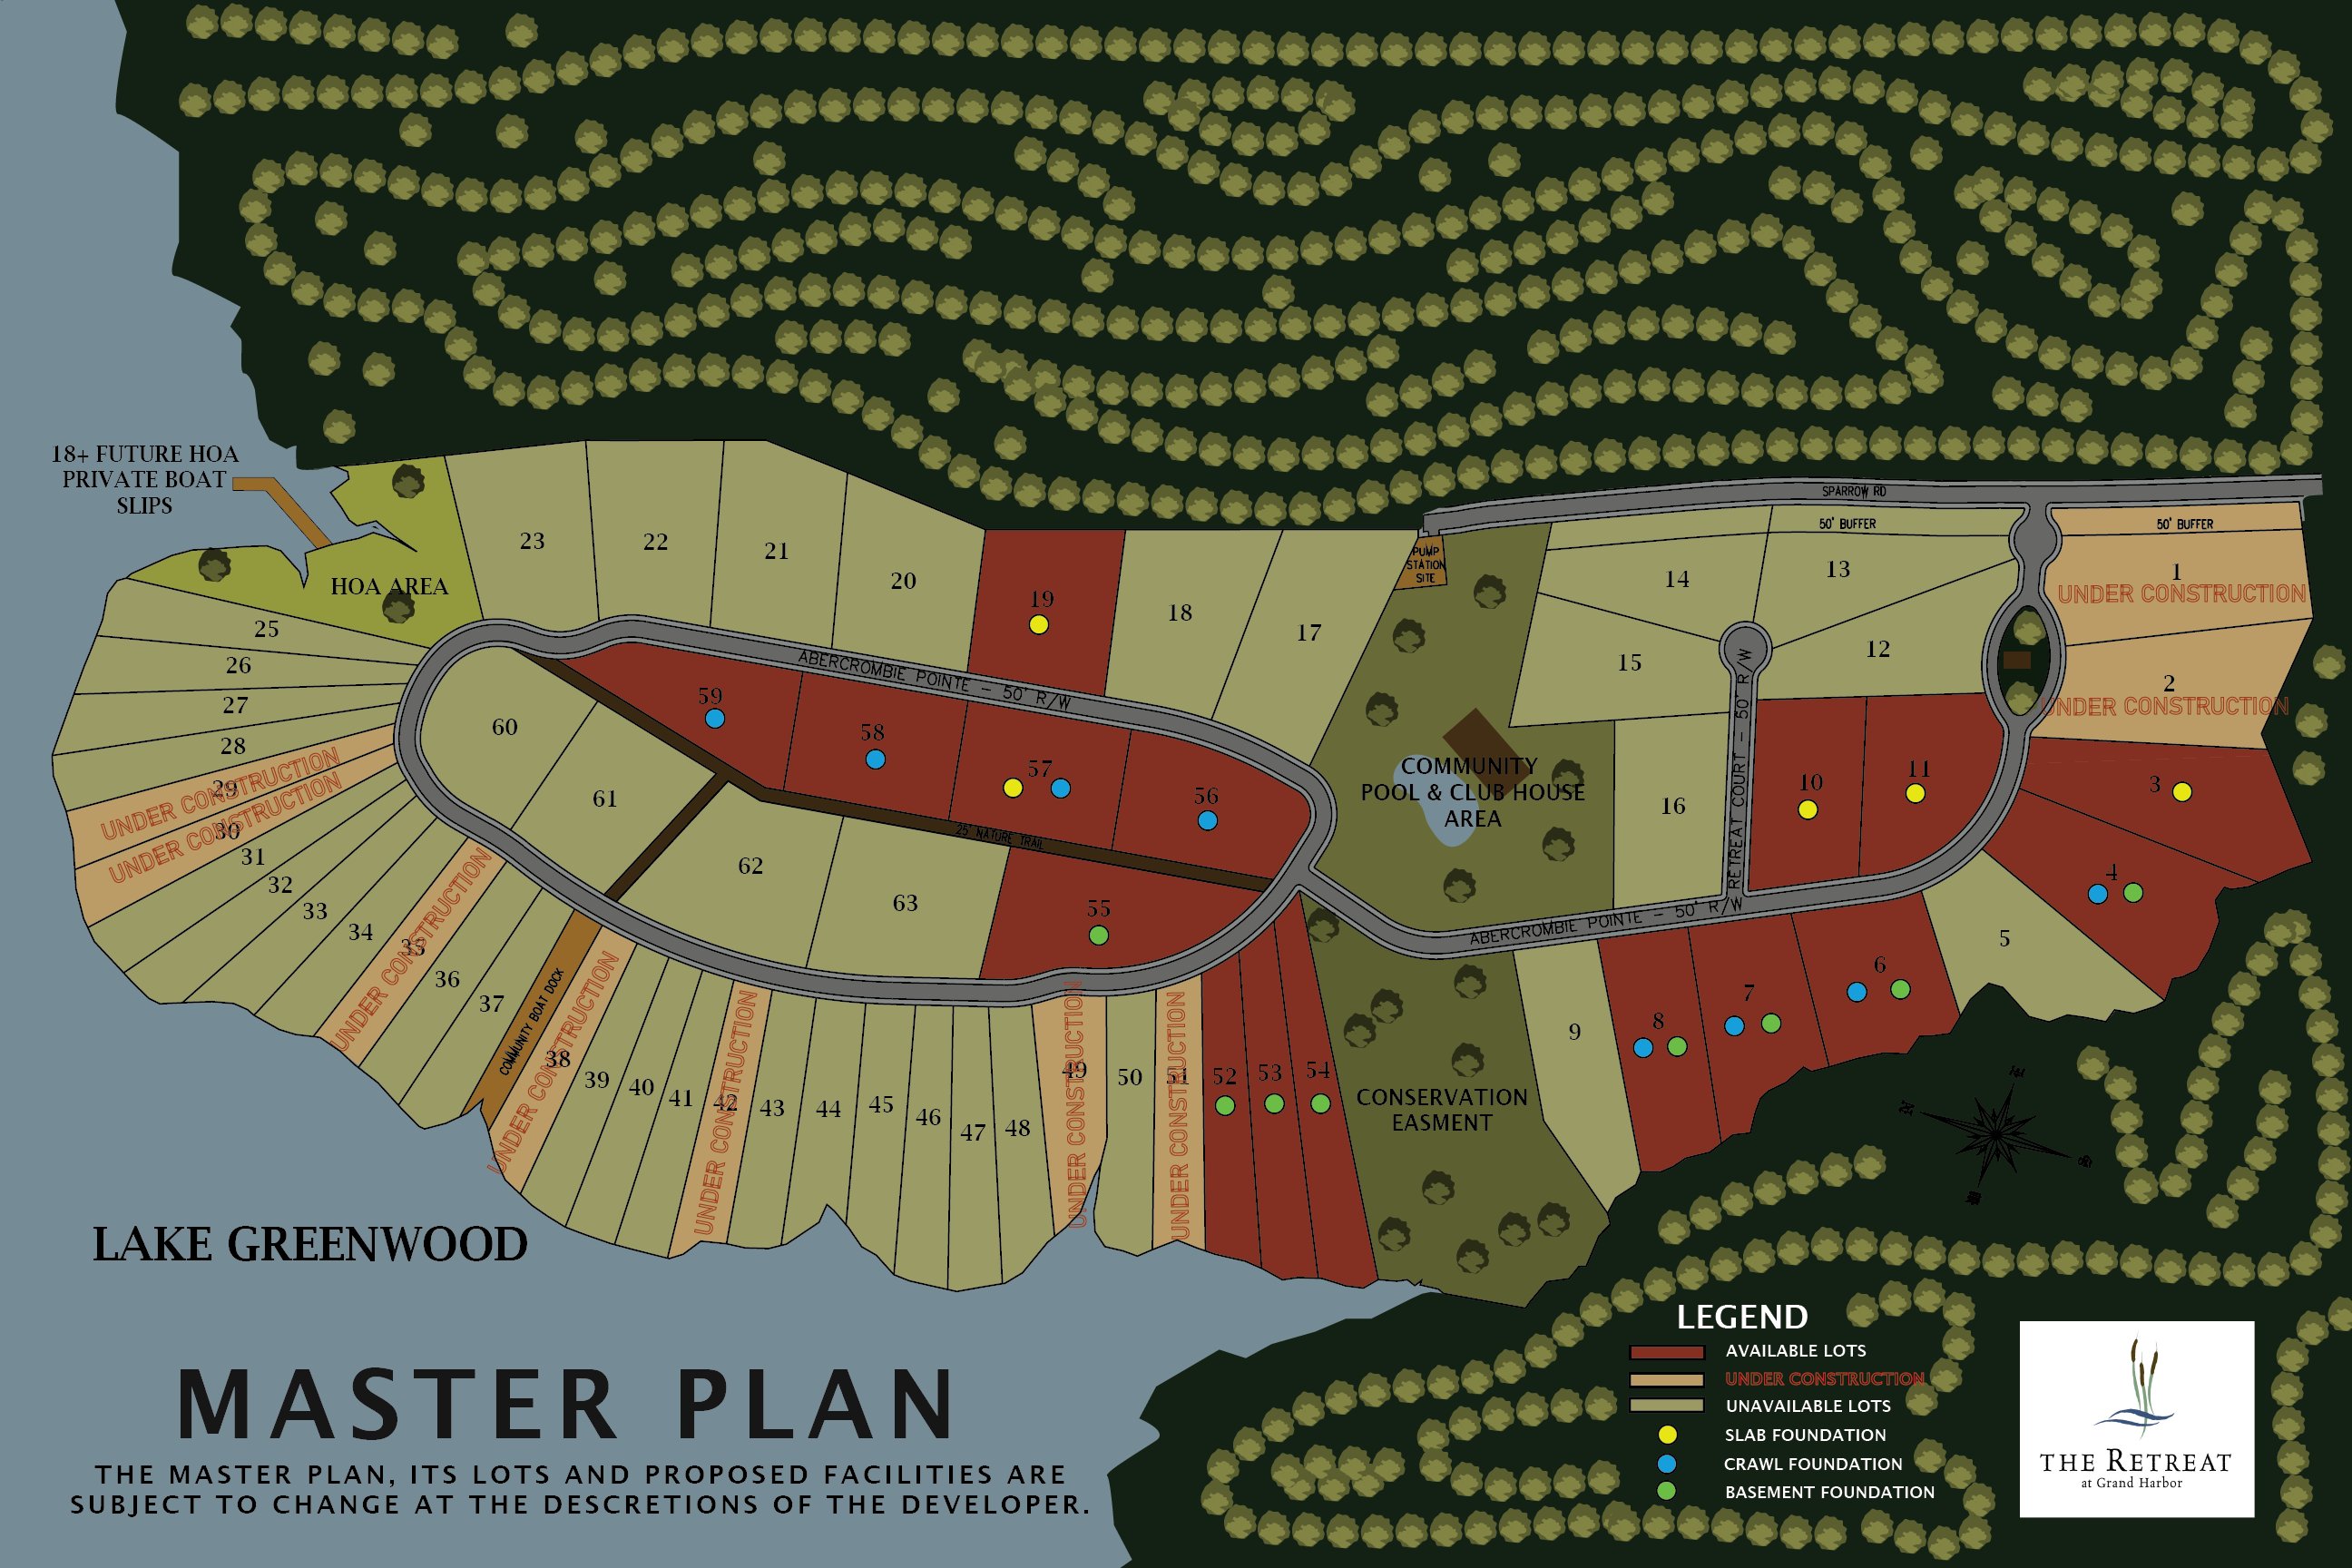 18+ FUTURE HOA
PRIVATE BOAT
SLIPS
HOA AREA
23
22
21
20
19
18
17
PUMP
STATION
SITE
SPARROW RD
50' BUFFER
50' BUFFER
14
13
15
12
1
UNDER CONSTRUCTION
2
UNDER CONSTRUCTION
3
4
5
25
26
27
28
29
UNDER CONSTRUCTION
30
UNDER CONSTRUCTION
31
32
33
34
35
UNDER CONSTRUCTION
36
37
COMMUNITY BOAT DOCK
38
UNDER CONSTRUCTION
39
40
41
42
UNDER CONSTRUCTION
43
44
45
46
47
48
49
UNDER CONSTRUCTION
50
51
UNDER CONSTRUCTION
52
53
54
ABERCROMBIE POINTE - 50' R/W
59
58
57
56
60
61
62
63
55
25' NATURE TRAIL
COMMUNITY
POOL & CLUB HOUSE
AREA
16
RETREAT COURT - 50' R/W
10
11
ABERCROMBIE POINTE - 50' R/W
9
8
7
6
CONSERVATION
EASMENT
LAKE GREENWOOD
MASTER PLAN
THE MASTER PLAN, ITS LOTS AND PROPOSED FACILITIES ARE
SUBJECT TO CHANGE AT THE DESCRETIONS OF THE DEVELOPER.
LEGEND
AVAILABLE LOTS
UNDER CONSTRUCTION
UNAVAILABLE LOTS
SLAB FOUNDATION
CRAWL FOUNDATION
BASEMENT FOUNDATION
THE RETREAT
at Grand Harbor